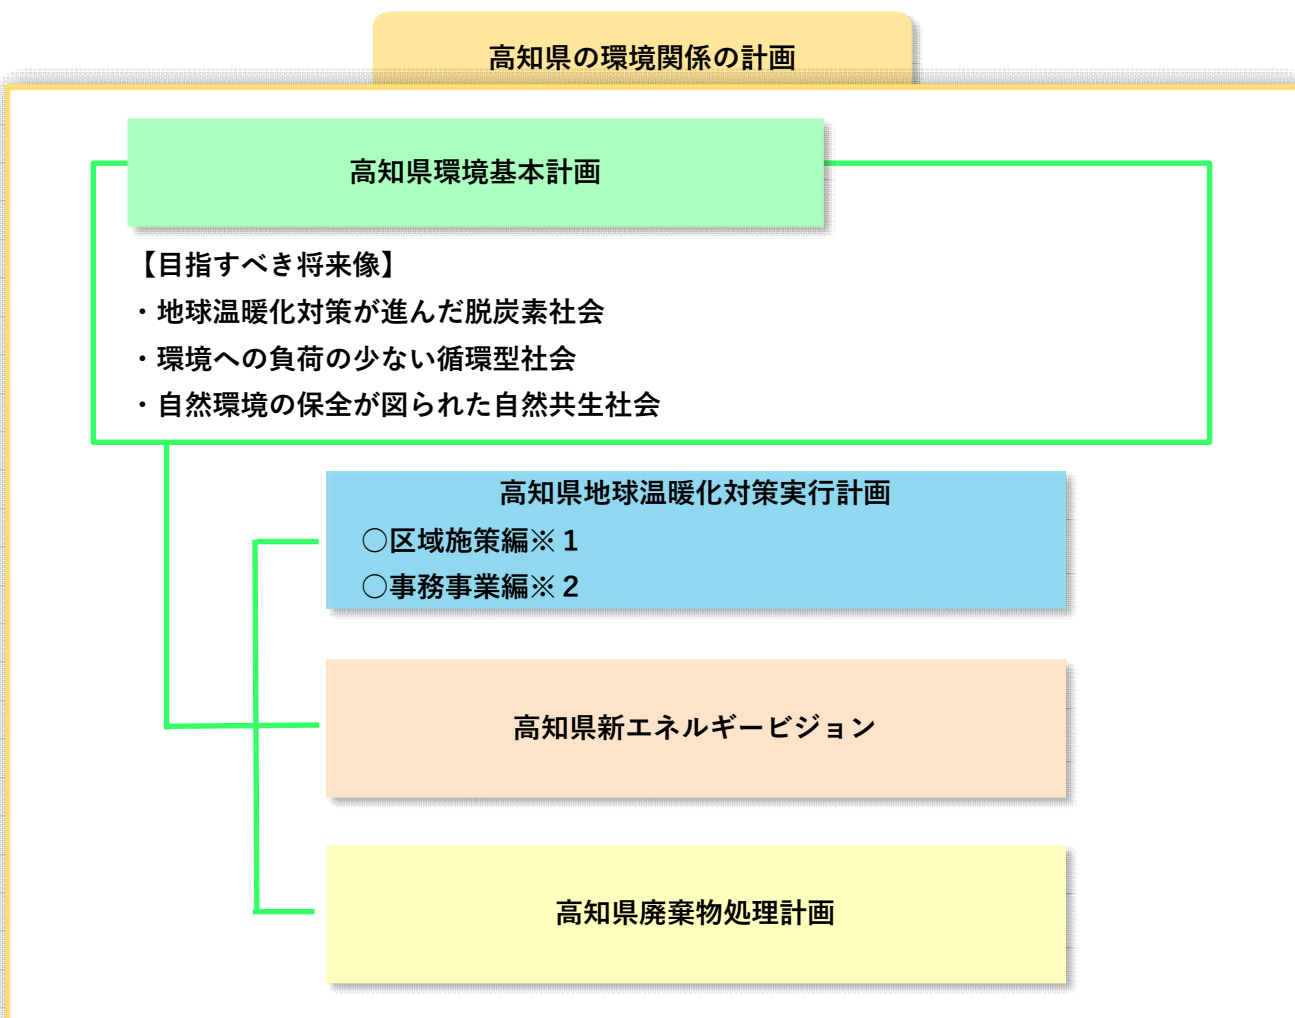 高知県の環境関係の計画
高知県環境基本計画
【目指すべき将来像】
・地球温暖化対策が進んだ脱炭素社会
・環境への負荷の少ない循環型社会
・自然環境の保全が図られた自然共生社会
高知県地球温暖化対策実行計画
○区域施策編※１
○事務事業編※２
高知県新エネルギービジョン
高知県廃棄物処理計画